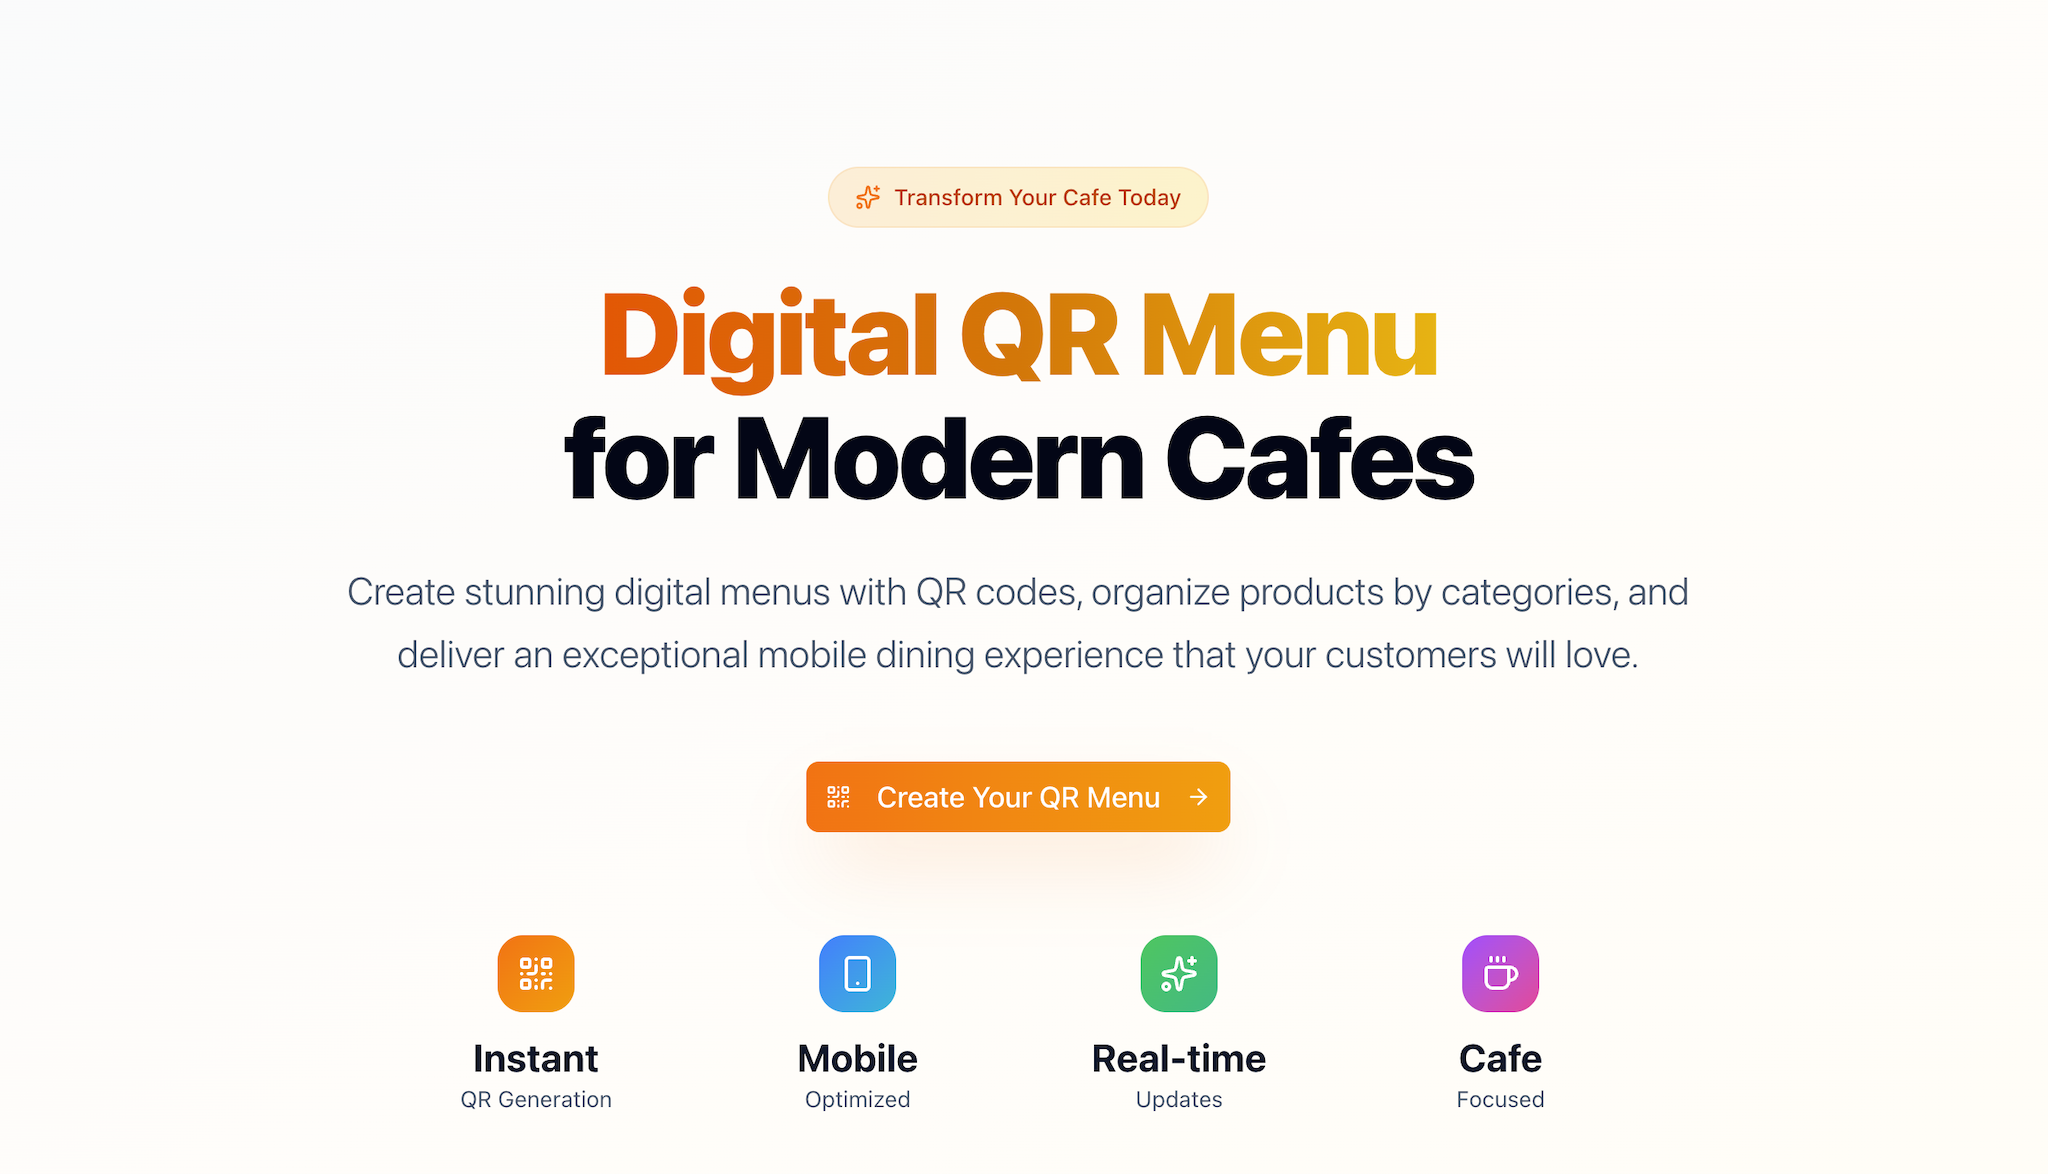 Transform Your Cafe Today
Digital QR Menu
for Modern Cafes
Create stunning digital menus with QR codes, organize products by categories, and
deliver an exceptional mobile dining experience that your customers will love.
Create Your QR Menu
Instant
QR Generation
Mobile
Optimized
Real-time
Updates
Cafe
Focused